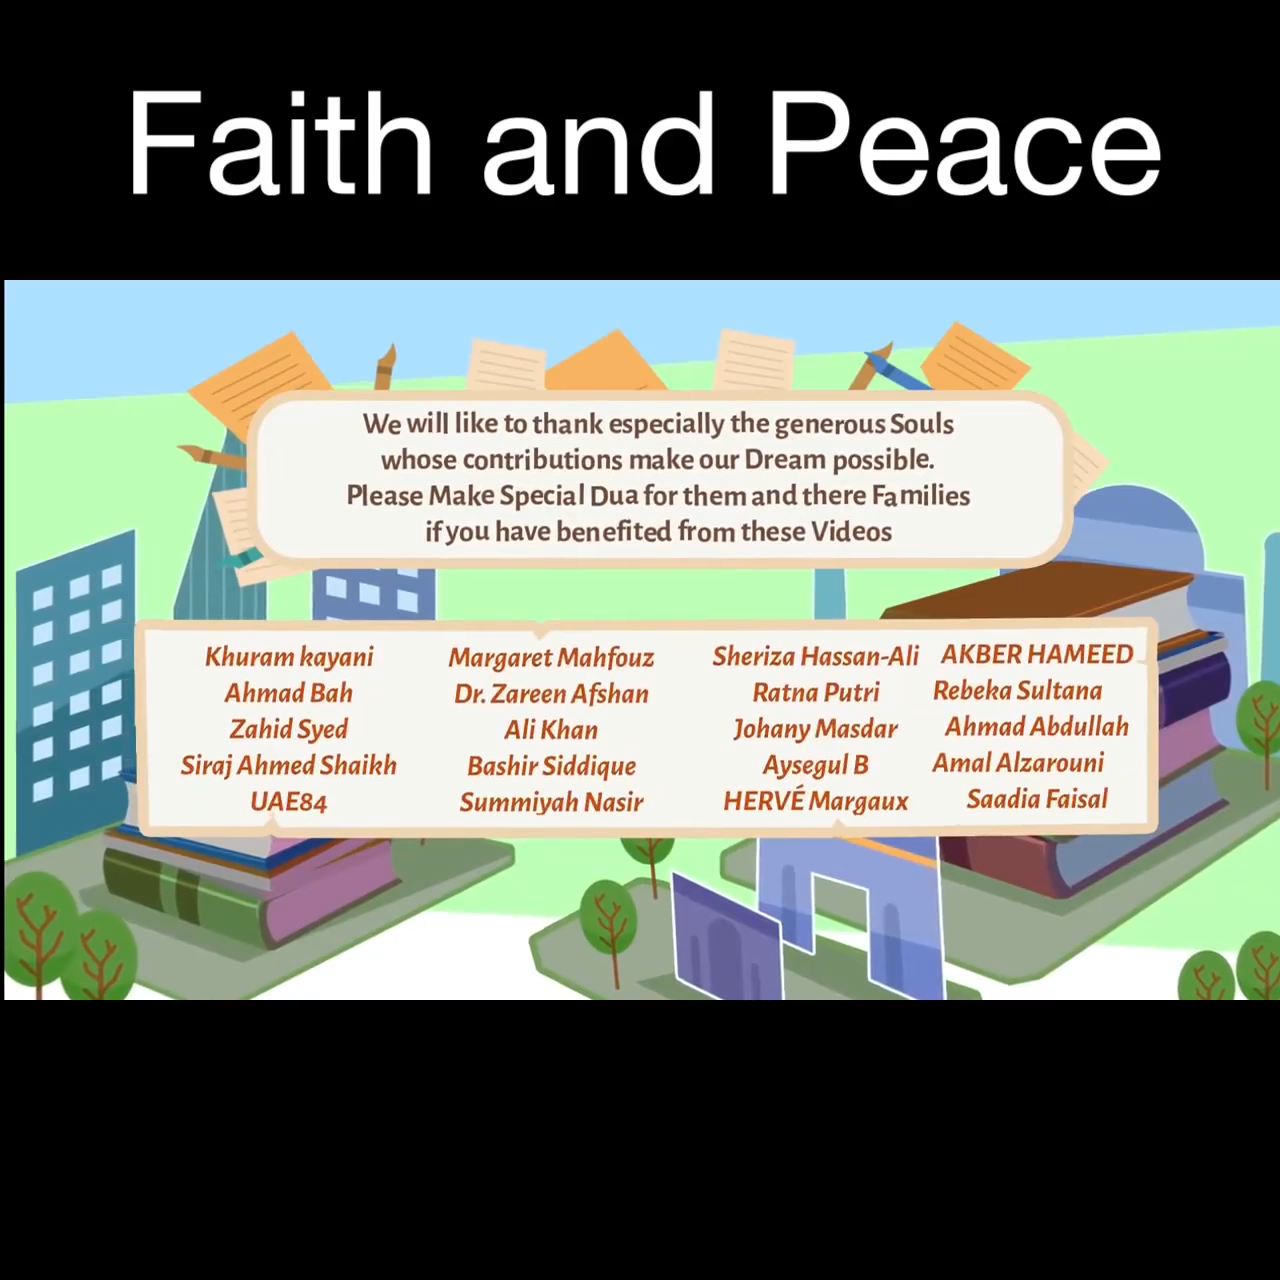 Faith and Peace
We will like to thank especially the generous Souls
whose contributions make our Dream possible.
Please Make Special Dua for them and there Families
if you have benefited from these Videos
Khuram kayani Margaret Mahfouz Sheriza Hassan-Ali AKBER HAMEED
Ahmad Bah Dr. Zareen Afshan Ratna Putri Rebeka Sultana
Zahid Syed Ali Khan Johany Masdar Ahmad Abdullah
Siraj Ahmed Shaikh Bashir Siddique Aysegul B Amal Alzarouni
UAE84 Summiyah Nasir HERVÉ Margaux Saadia Faisal